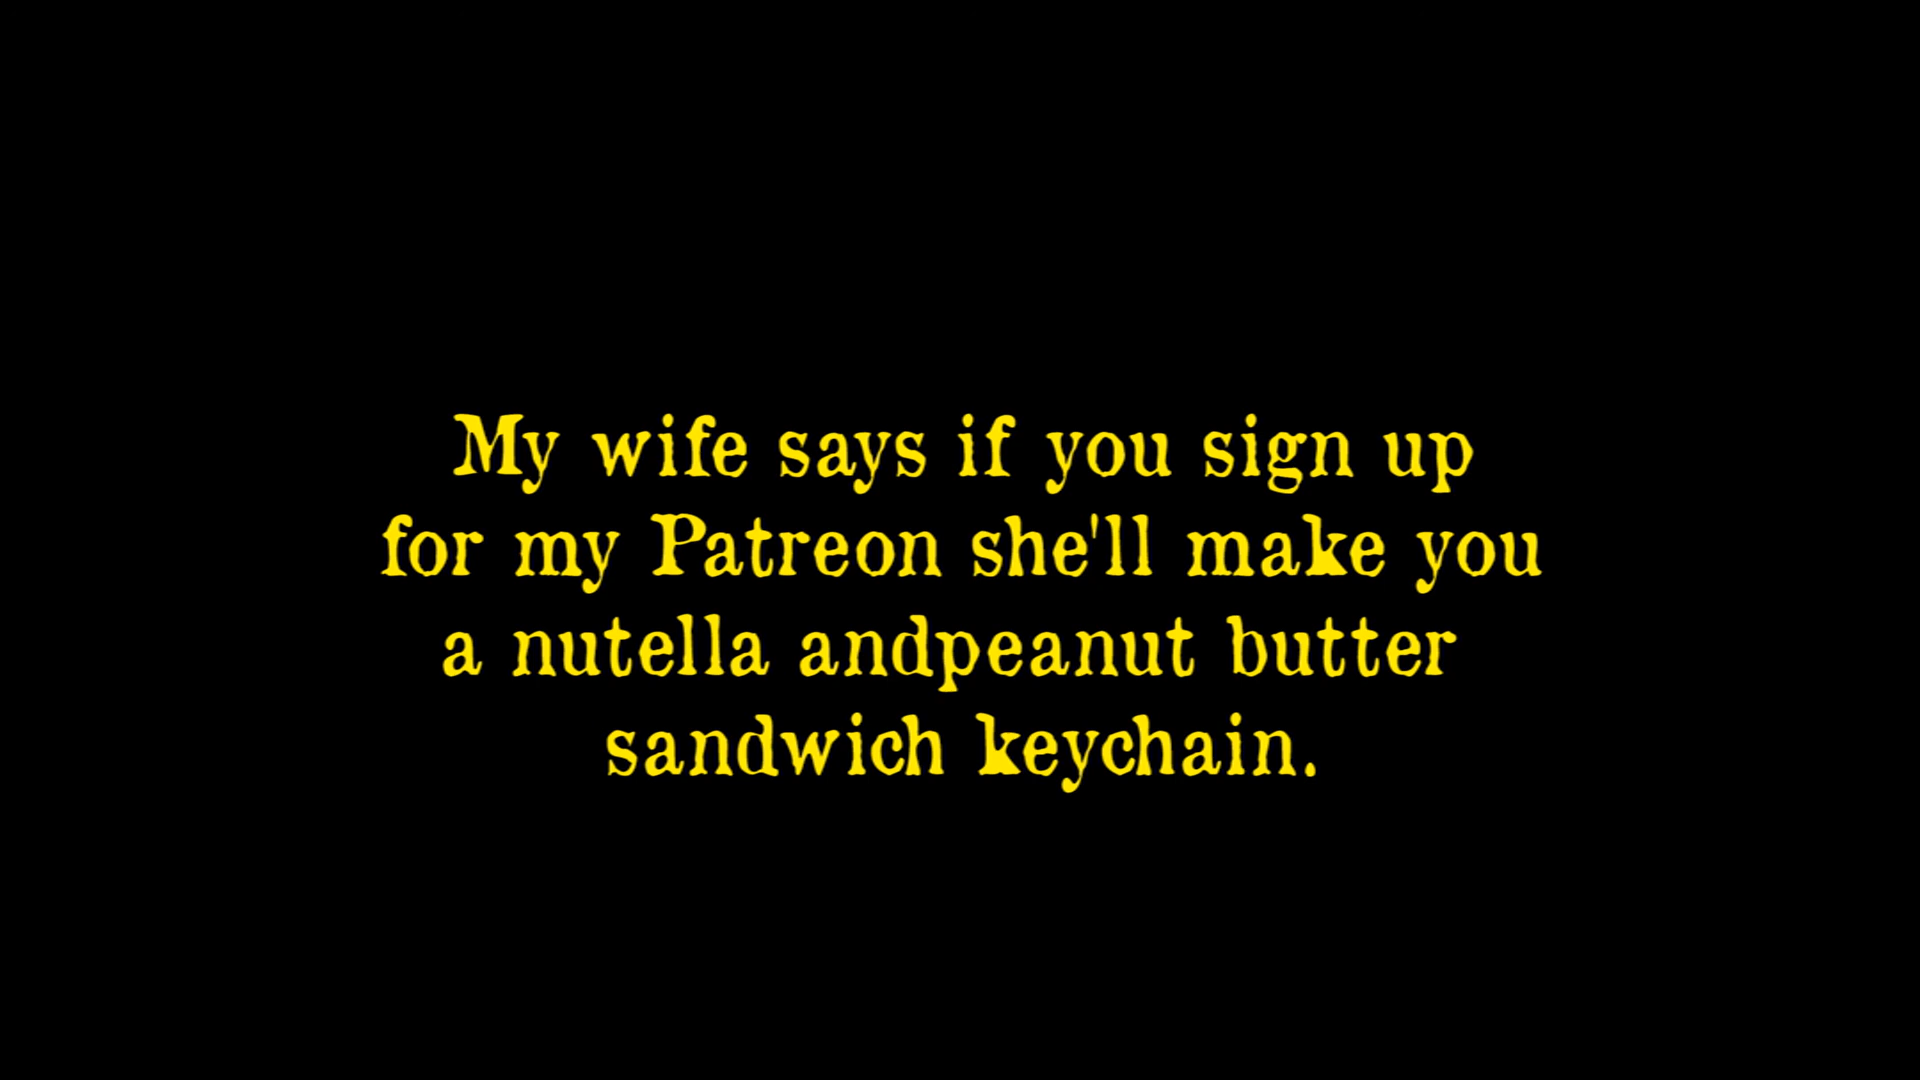 My wife says if you sign up
for my Patreon she'll make you
a nutella andpeanut butter
sandwich keychain.